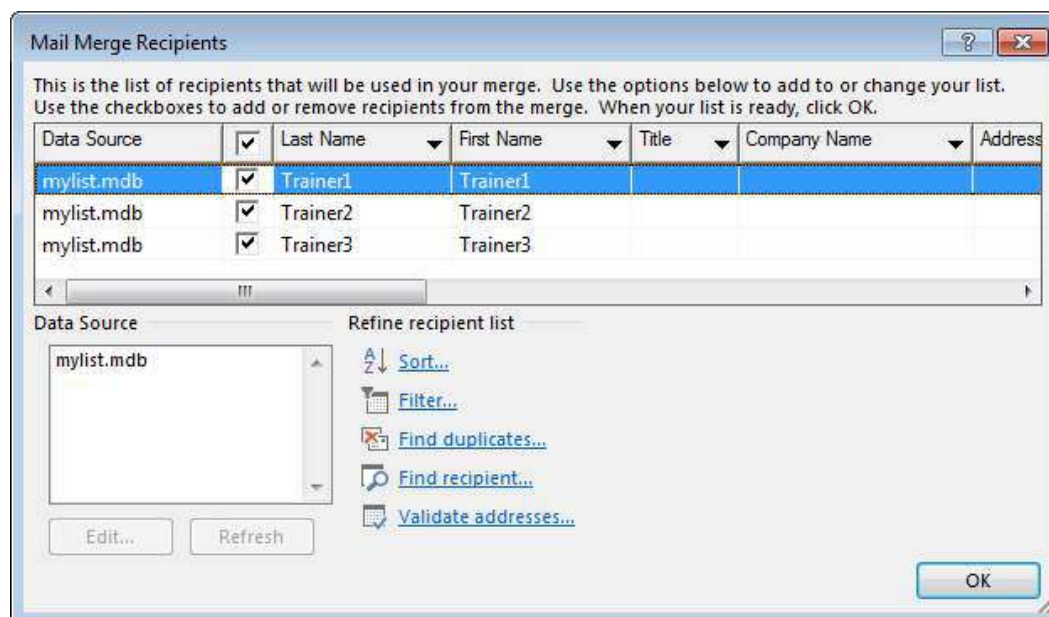 Mail Merge Recipients
This is the list of recipients that will be used in your merge. Use the options below to add to or change your list.
Use the checkboxes to add or remove recipients from the merge. When your list is ready, click OK.
Data Source Last Name First Name Title Company Name Address
mylist.mdb Trainer1 Trainer1
mylist.mdb Trainer2 Trainer2
mylist.mdb Trainer3 Trainer3
Data Source Refine recipient list
mylist.mdb
Sort...
Filter...
Find duplicates...
Find recipient...
Validate addresses...
Edit... Refresh
OK